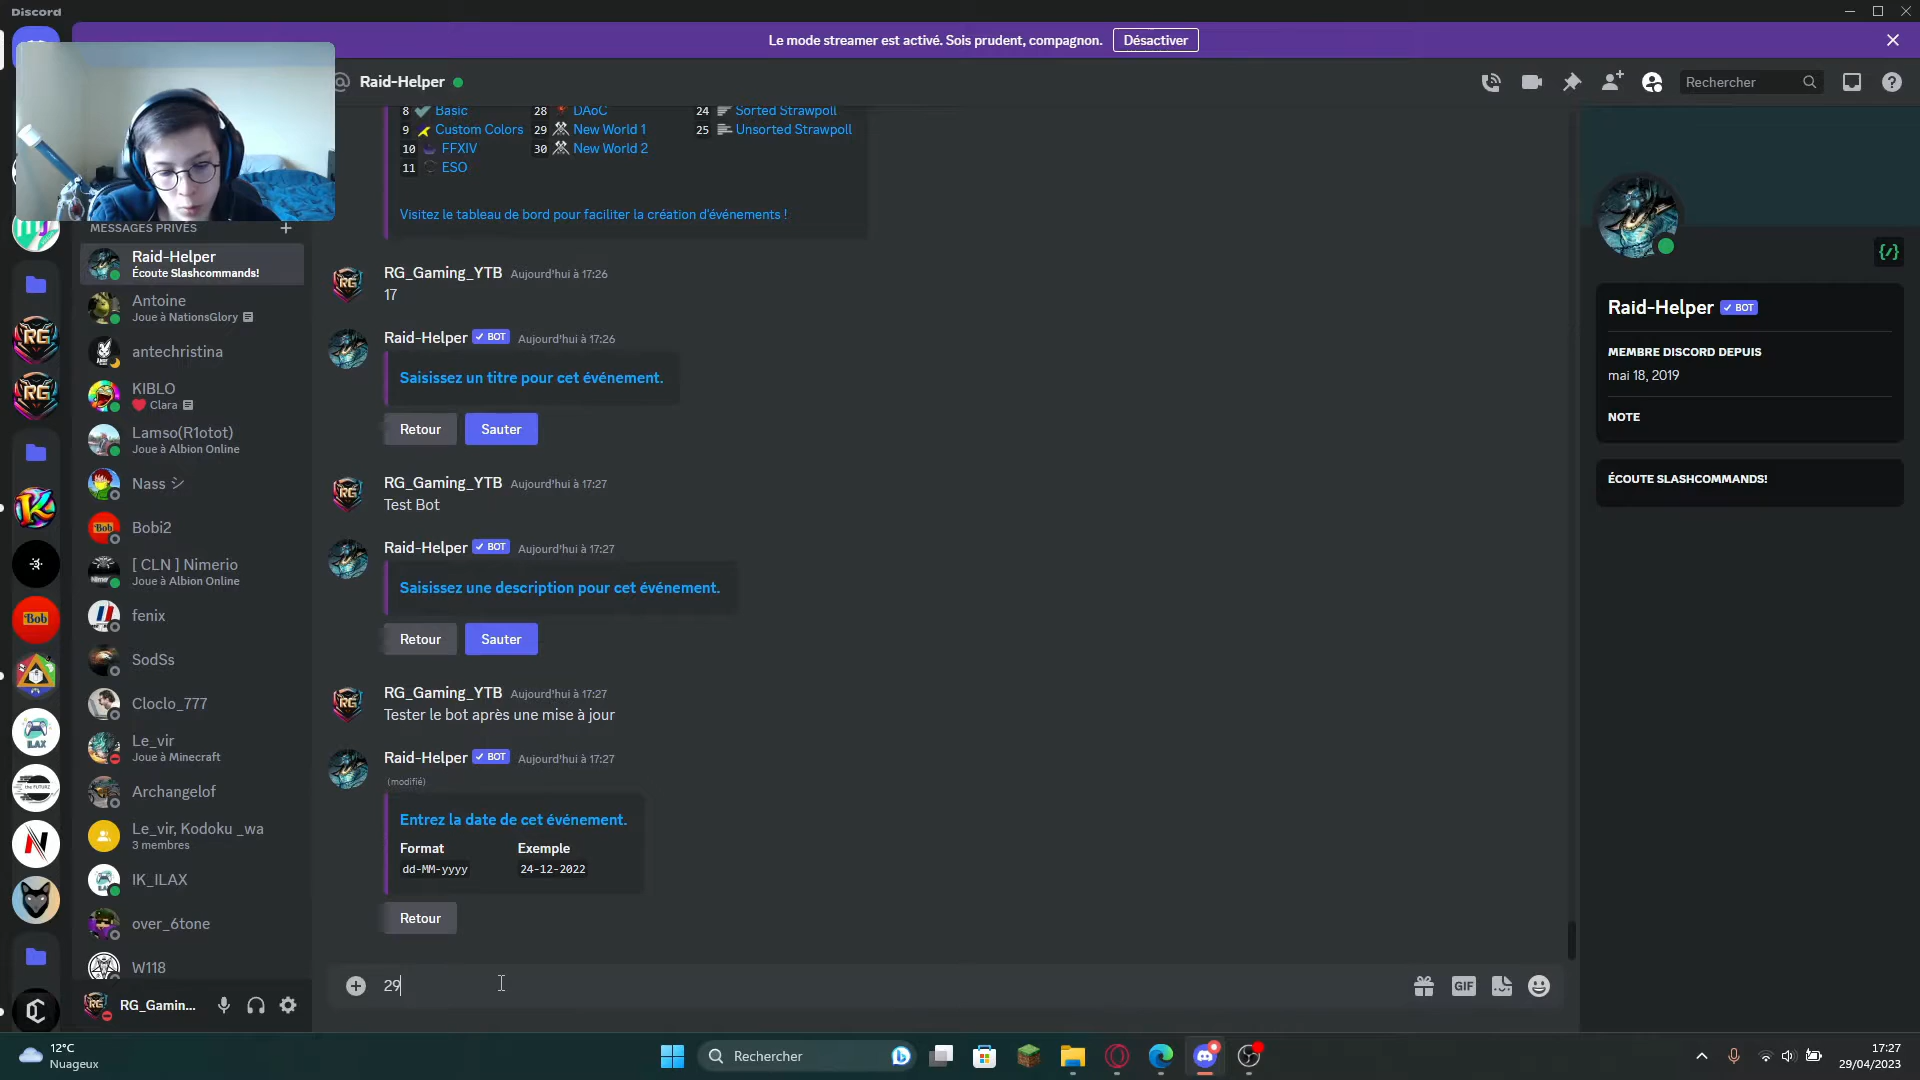 Discord
Le mode streamer est activé. Sois prudent, compagnon.
Désactiver
Raid-Helper
Rechercher
8 Basic 28 DAoC 24 Sorted Strawpoll
9 Custom Colors 29 New World 1 25 Unsorted Strawpoll
10 FFXIV 30 New World 2
11 ESO
Visitez le tableau de bord pour faciliter la création d'événements !
MESSAGES PRIVÉS
Raid-Helper
Écoute Slashcommands!
Antoine
Joue à NationsGlory
antechristina
KIBLO
Clara
Lamso(R1otot)
Joue à Albion Online
Nass シ
Bobi2
[ CLN ] Nimerio
Joue à Albion Online
fenix
SodSs
Cloclo_777
Le_vir
Joue à Minecraft
Archangelof
Le_vir, Kodoku _wa
3 membres
IK_ILAX
over_6tone
W118
RG_Gamin...
RG_Gaming_YTB Aujourd'hui à 17:26
17
Raid-Helper BOT Aujourd'hui à 17:26
Saisissez un titre pour cet événement.
Retour Sauter
RG_Gaming_YTB Aujourd'hui à 17:27
Test Bot
Raid-Helper BOT Aujourd'hui à 17:27
Saisissez une description pour cet événement.
Retour Sauter
RG_Gaming_YTB Aujourd'hui à 17:27
Tester le bot après une mise à jour
Raid-Helper BOT Aujourd'hui à 17:27
(modifié)
Entrez la date de cet événement.
Format Exemple
dd-MM-yyyy 24-12-2022
Retour
29
GIF
Raid-Helper BOT
MEMBRE DISCORD DEPUIS
mai 18, 2019
NOTE
ÉCOUTE SLASHCOMMANDS!
RG
RG
Bob
ILAX
12°C
Nuageux
Rechercher
17:27
29/04/2023